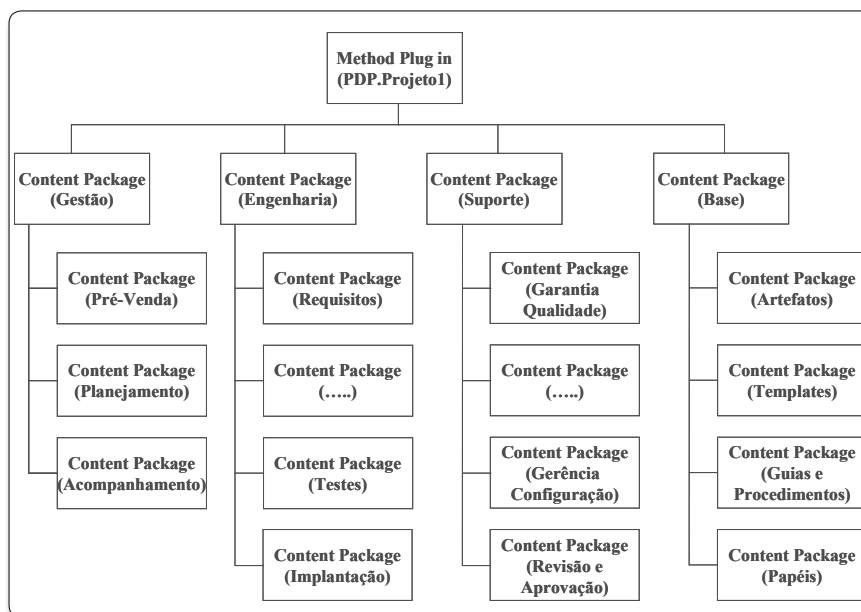 Method Plug in
(PDP.Projeto1)
Content Package
(Gestão)
Content Package
(Engenharia)
Content Package
(Suporte)
Content Package
(Base)
Content Package
(Pré-Venda)
Content Package
(Planejamento)
Content Package
(Acompanhamento)
Content Package
(Requisitos)
Content Package
(.....)
Content Package
(Testes)
Content Package
(Implantação)
Content Package
(Garantia
Qualidade)
Content Package
(.....)
Content Package
(Gerência
Configuração)
Content Package
(Revisão e
Aprovação)
Content Package
(Artefatos)
Content Package
(Templates)
Content Package
(Guias e
Procedimentos)
Content Package
(Papéis)